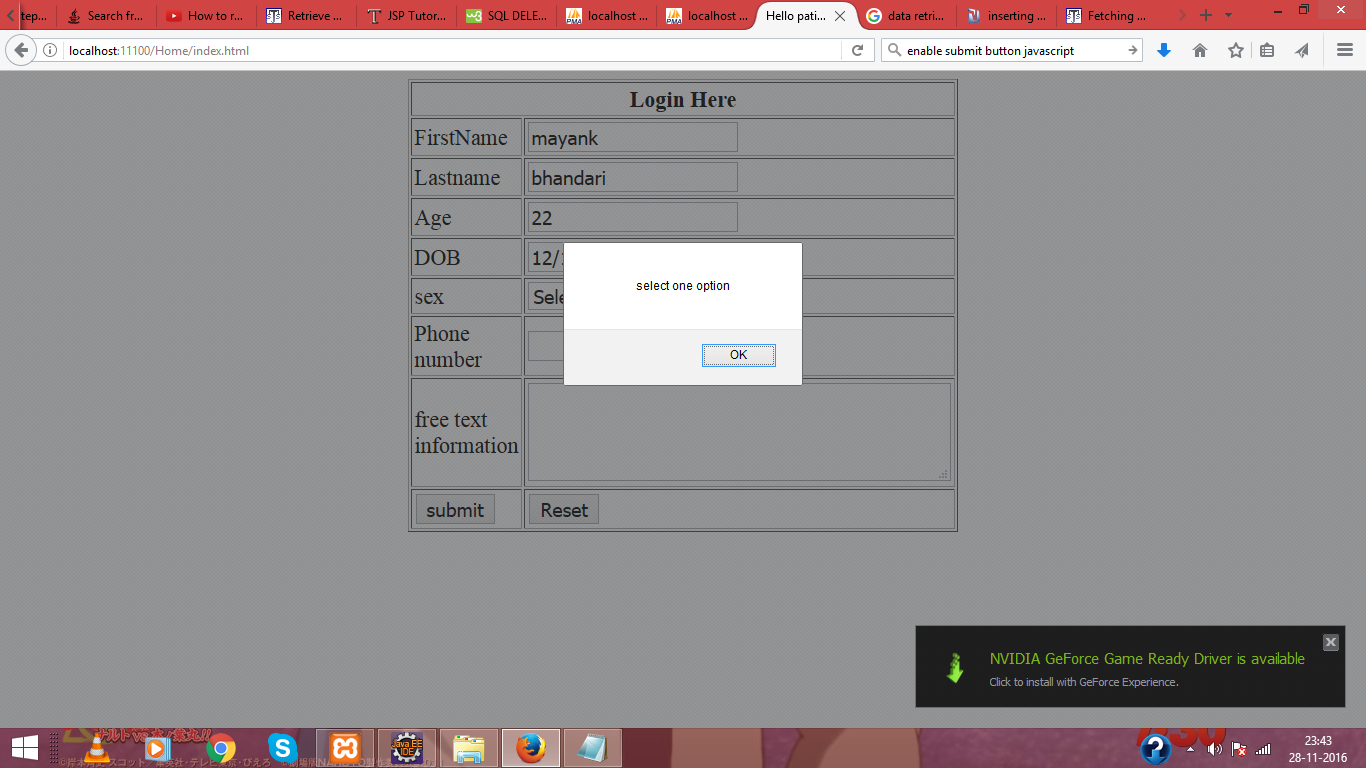 tep...
Search fr...
How to r...
Retrieve ...
JSP Tutor...
SQL DELE...
localhost ...
localhost ...
Hello pati...
data retri...
inserting ...
Fetching ...
localhost:11100/Home/index.html
enable submit button javascript
Login Here
FirstName mayank
Lastname bhandari
Age 22
DOB 12/
sex Sele
select one option
OK
Phone
number
free text
information
submit Reset
NVIDIA GeForce Game Ready Driver is available
Click to install with GeForce Experience.
Java EE
IDE
23:43
28-11-2016